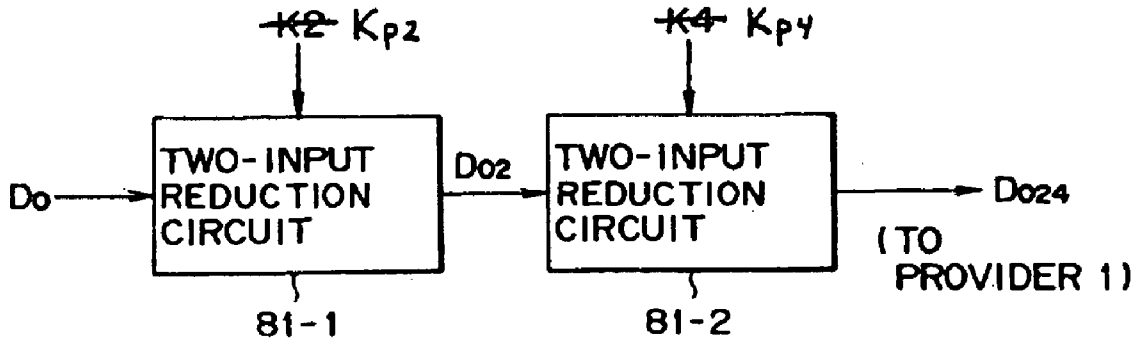 K2 Kp2
K4 Kp4
TWO-INPUT
REDUCTION
CIRCUIT
TWO-INPUT
REDUCTION
CIRCUIT
Do
Do2
Do24
(TO
PROVIDER 1)
81-1
81-2